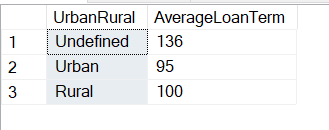 UrbanRural AverageLoanTerm
1 Undefined 136
2 Urban 95
3 Rural 100